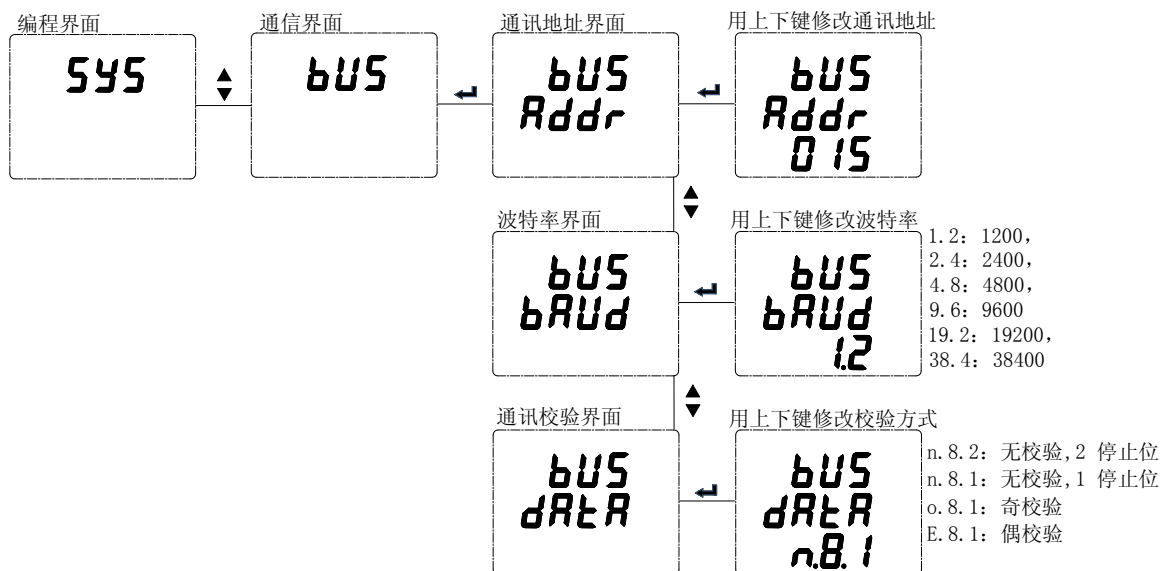 编程界面
通信界面
通讯地址界面
用上下键修改通讯地址
SYS
bUS
bUS
Addr
bUS
Addr
015
波特率界面
用上下键修改波特率
bUS
bAUd
bUS
bAUd
1.2
1.2: 1200,
2.4: 2400,
4.8: 4800,
9.6: 9600
19.2: 19200,
38.4: 38400
通讯校验界面
用上下键修改校验方式
bUS
dAtA
bUS
dAtA
n.8.1
n.8.2: 无校验,2 停止位
n.8.1: 无校验,1 停止位
o.8.1: 奇校验
E.8.1: 偶校验